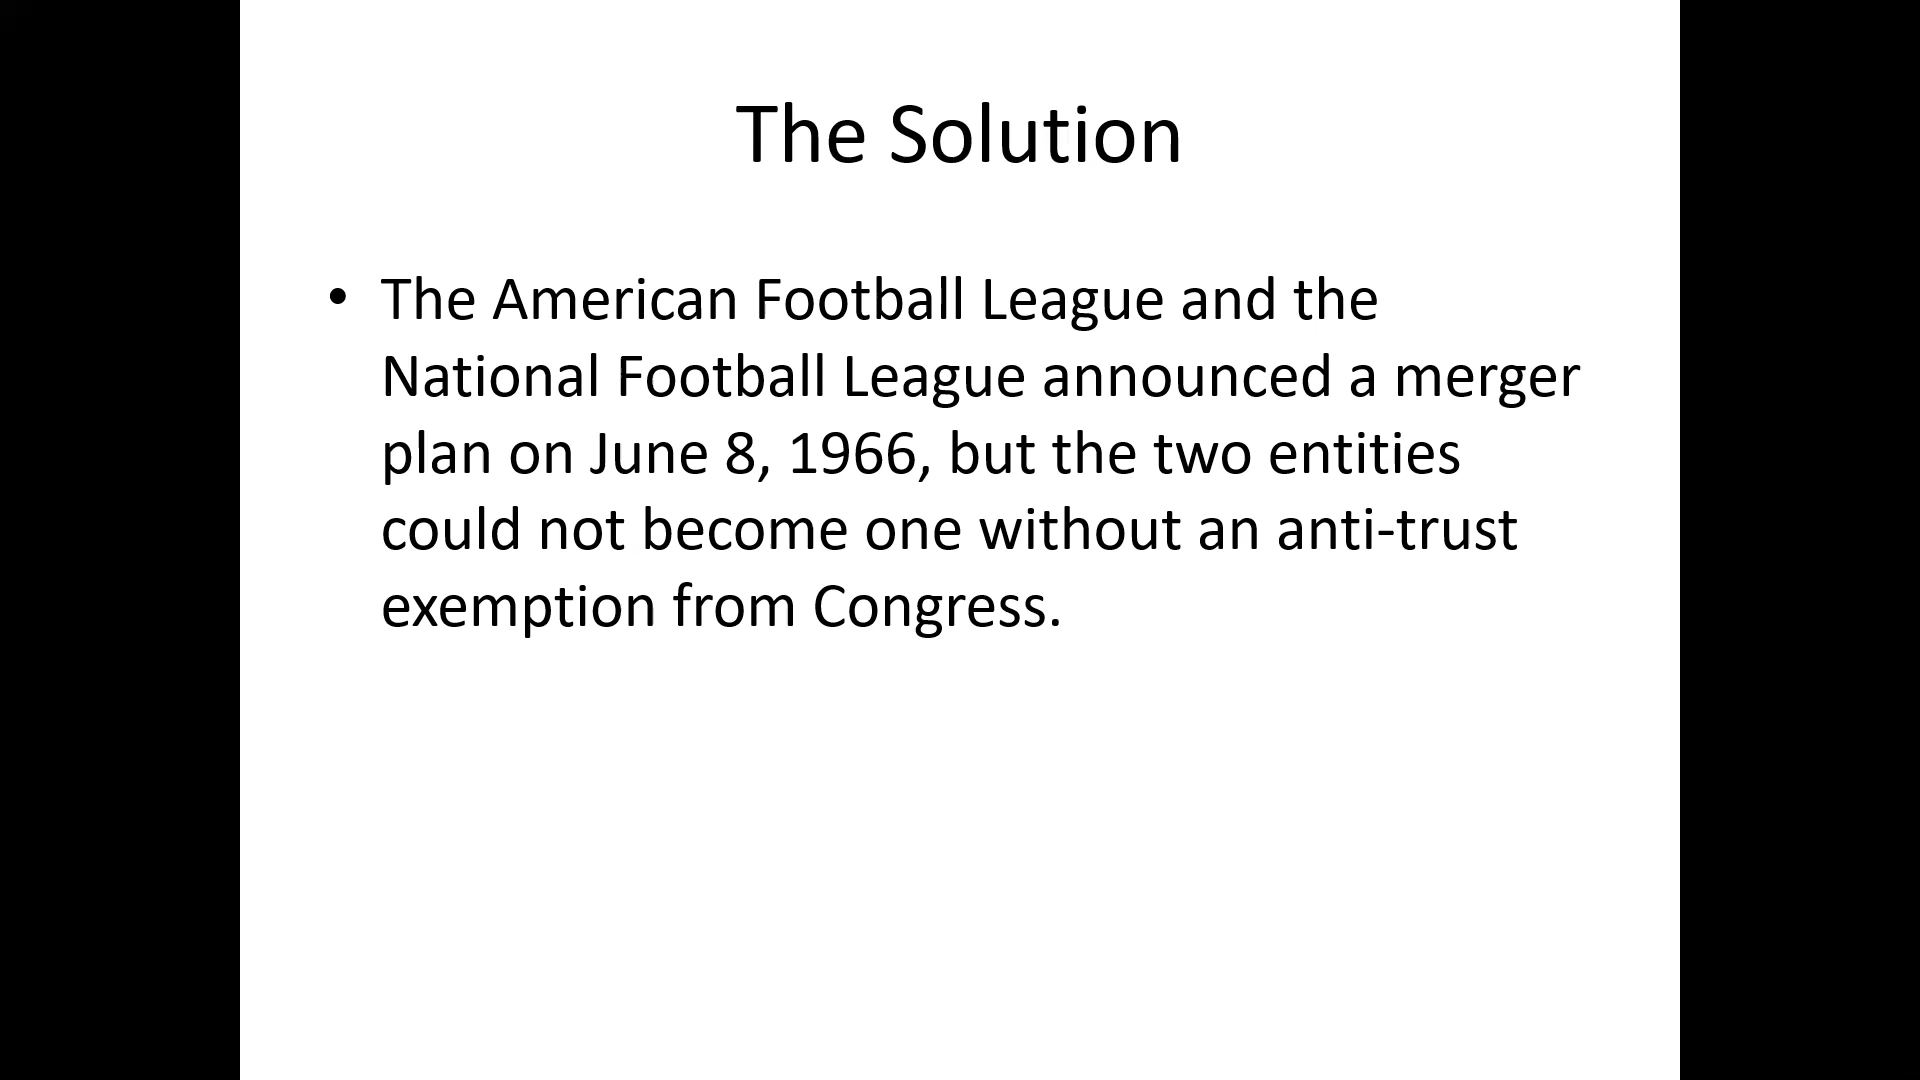 The Solution
• The American Football League and the
National Football League announced a merger
plan on June 8, 1966, but the two entities
could not become one without an anti-trust
exemption from Congress.